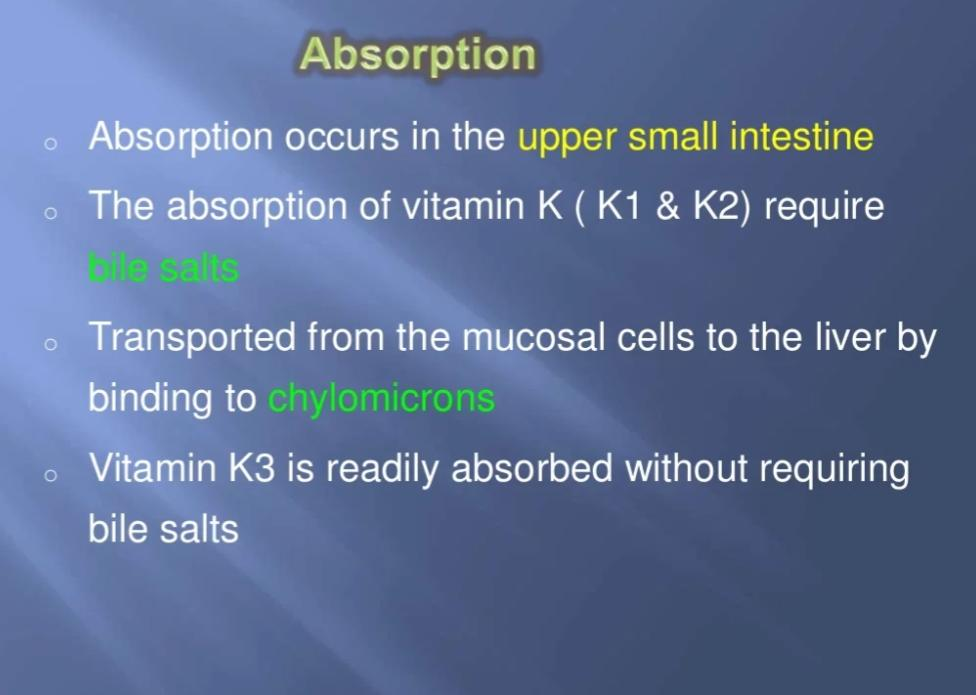 Absorption
o Absorption occurs in the upper small intestine
o The absorption of vitamin K ( K1 & K2) require
bile salts
o Transported from the mucosal cells to the liver by
binding to chylomicrons
o Vitamin K3 is readily absorbed without requiring
bile salts